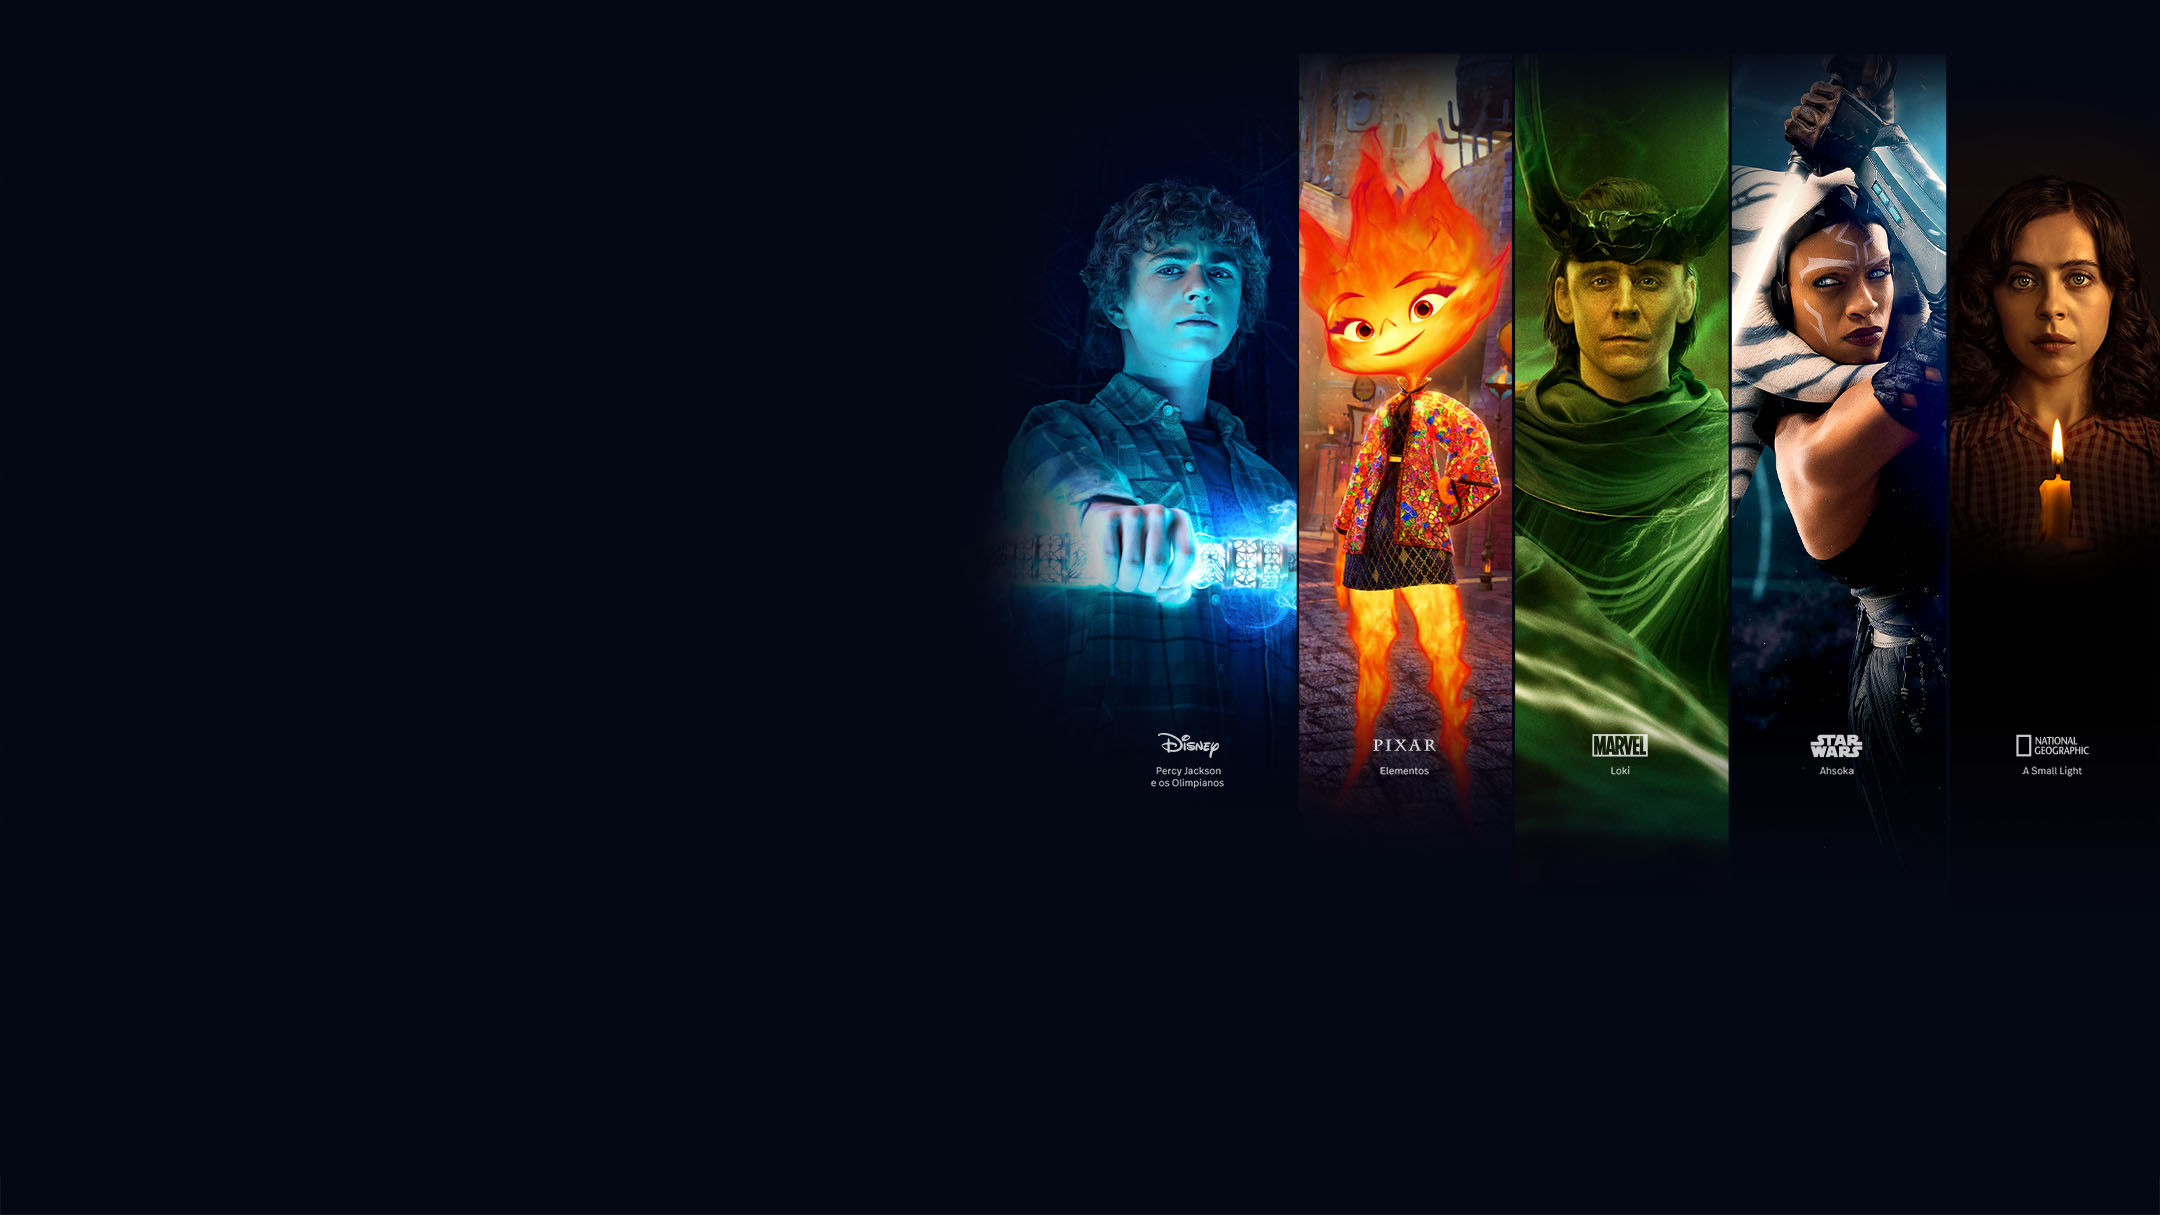 Disney
Percy Jackson
e os Olimpianos
PIXAR
Elementos
MARVEL
Loki
STAR
WARS
Ahsoka
NATIONAL
GEOGRAPHIC
A Small Light